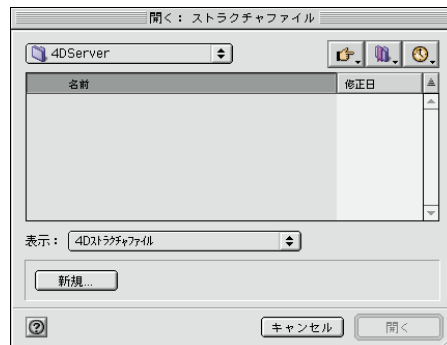 開く： ストラクチャファイル
4DServer
名前 修正日
表示： 4Dストラクチャファイル
新規...
? キャンセル 開く